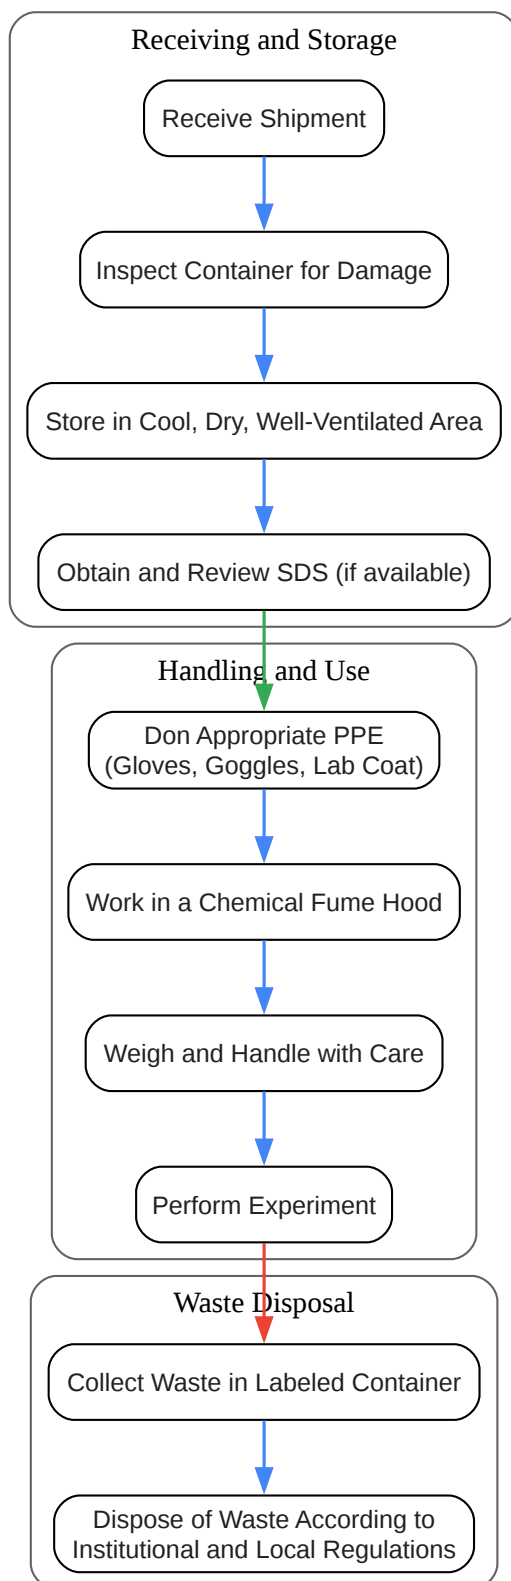 Receiving and Storage
Receive Shipment
Inspect Container for Damage
Store in Cool, Dry, Well-Ventilated Area
Obtain and Review SDS (if available)
Handling and Use
Don Appropriate PPE
(Gloves, Goggles, Lab Coat)
Work in a Chemical Fume Hood
Weigh and Handle with Care
Perform Experiment
Waste Disposal
Collect Waste in Labeled Container
Dispose of Waste According to
Institutional and Local Regulations